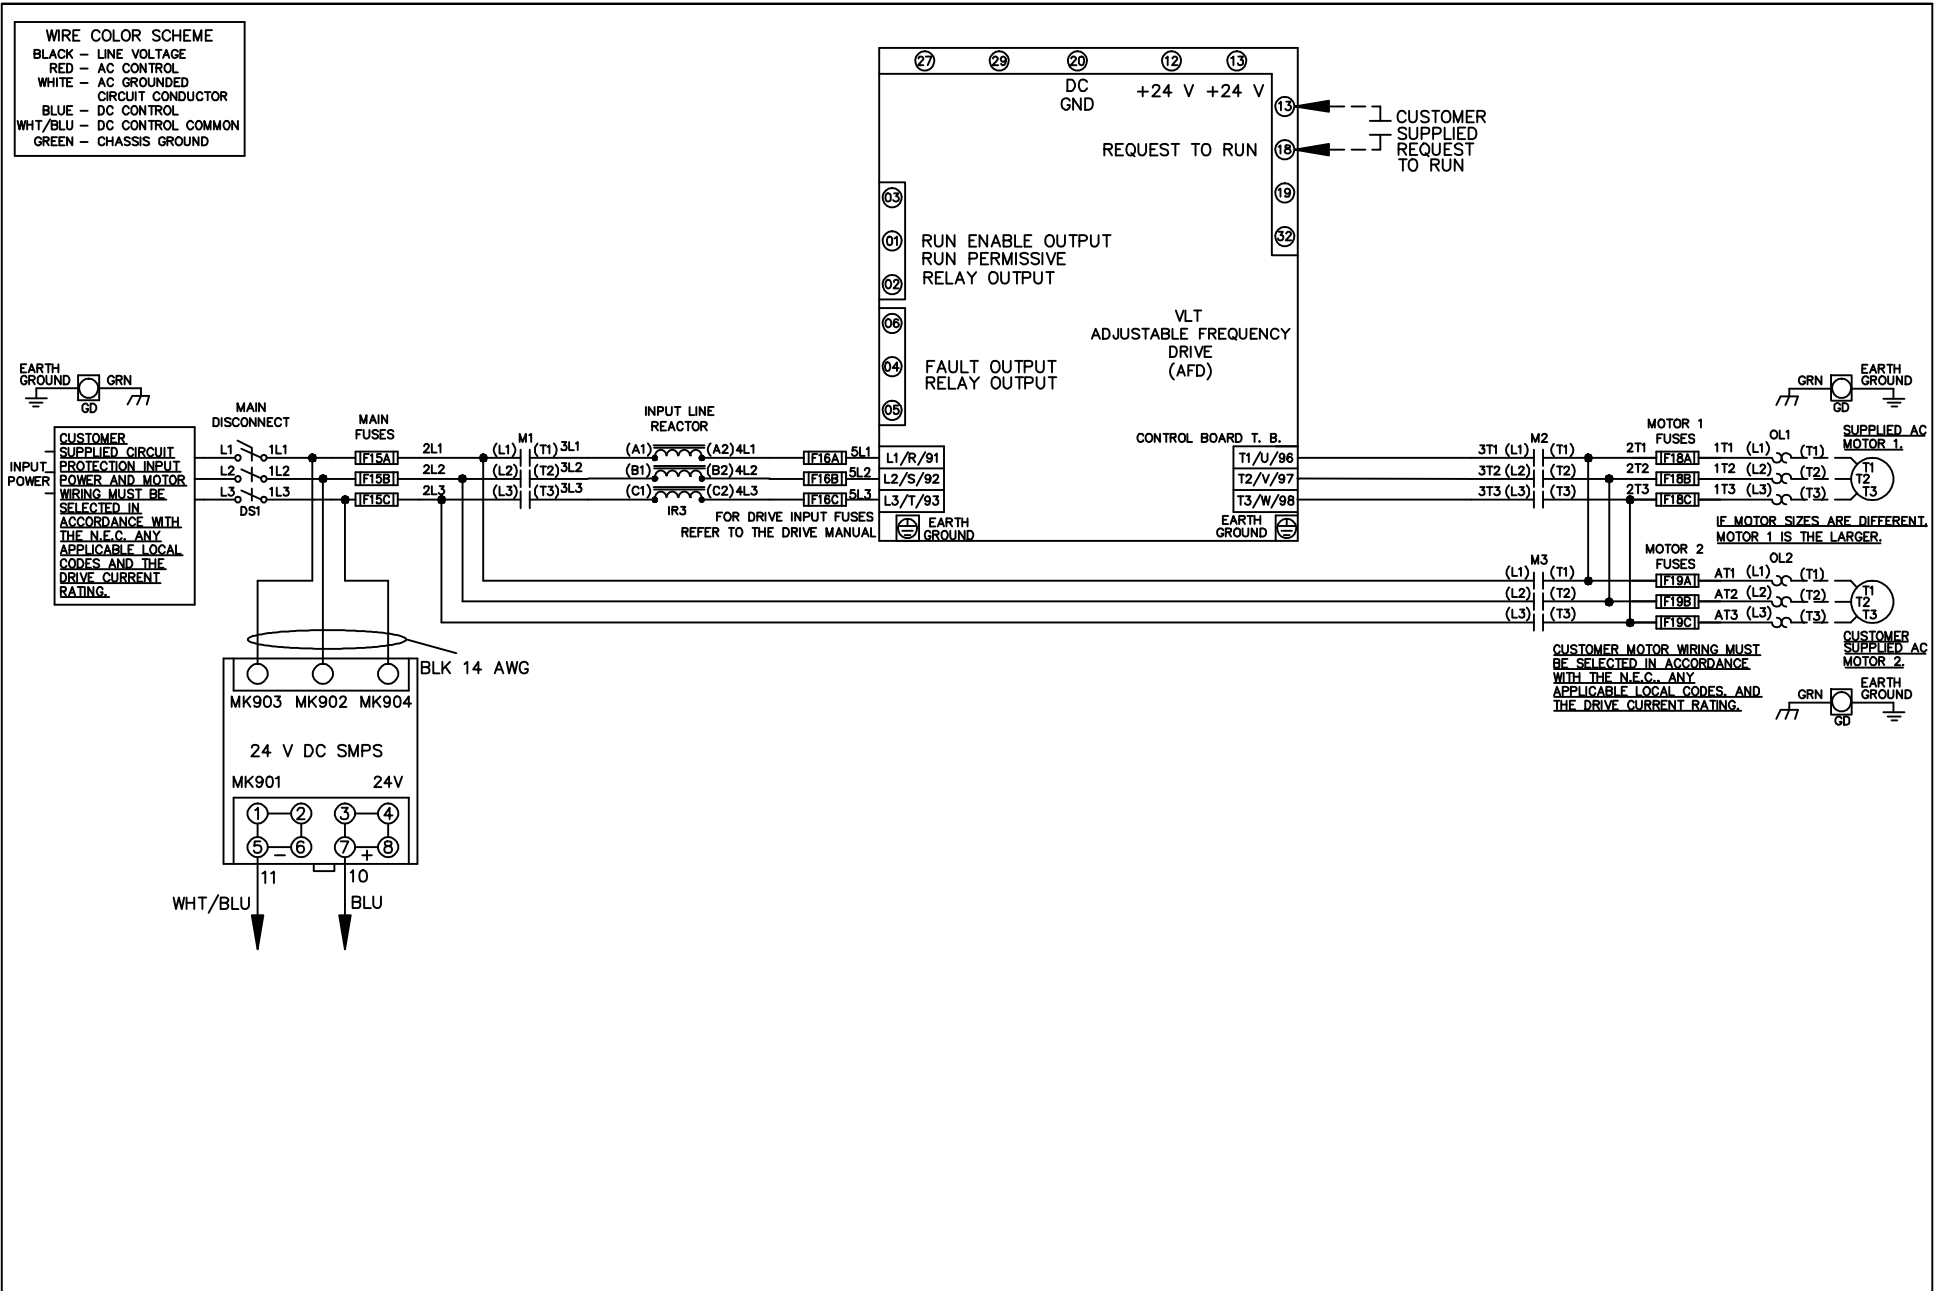 WIRE COLOR SCHEME
BLACK – LINE VOLTAGE
RED – AC CONTROL
WHITE – AC GROUNDED
CIRCUIT CONDUCTOR
BLUE – DC CONTROL
WHT/BLU – DC CONTROL COMMON
GREEN – CHASSIS GROUND
27 29 20 12 13
DC
GND
+24 V +24 V
13
REQUEST TO RUN 18
19
32
CUSTOMER
SUPPLIED
REQUEST
TO RUN
03
01
02
RUN ENABLE OUTPUT
RUN PERMISSIVE
RELAY OUTPUT
06
04
05
FAULT OUTPUT
RELAY OUTPUT
VLT
ADJUSTABLE FREQUENCY
DRIVE
(AFD)
CONTROL BOARD T. B.
L1/R/91
L2/S/92
L3/T/93
EARTH
GROUND
T1/U/96
T2/V/97
T3/W/98
EARTH
GROUND
EARTH
GROUND
GD
GRN
INPUT
POWER
CUSTOMER
SUPPLIED CIRCUIT
PROTECTION INPUT
POWER AND MOTOR
WIRING MUST BE
SELECTED IN
ACCORDANCE WITH
THE N.E.C. ANY
APPLICABLE LOCAL
CODES AND THE
DRIVE CURRENT
RATING.
MAIN
DISCONNECT
L1 1L1
L2 1L2
L3 1L3
DS1
MAIN
FUSES
F15A
F15B
F15C
2L1
2L2
2L3
M1
(L1) (T1) 3L1
(L2) (T2) 3L2
(L3) (T3) 3L3
INPUT LINE
REACTOR
(A1) (A2) 4L1
(B1) (B2) 4L2
(C1) (C2) 4L3
IR3
F16A 5L1
F16B 5L2
F16C 5L3
FOR DRIVE INPUT FUSES
REFER TO THE DRIVE MANUAL
M2
3T1 (L1) (T1)
3T2 (L2) (T2)
3T3 (L3) (T3)
MOTOR 1
FUSES
2T1 F18A 1T1
2T2 F18B 1T2
2T3 F18C 1T3
OL1
(L1) (T1)
(L2) (T2)
(L3) (T3)
T1
T2
T3
GRN
GD
EARTH
GROUND
SUPPLIED AC
MOTOR 1.
IF MOTOR SIZES ARE DIFFERENT,
MOTOR 1 IS THE LARGER.
M3
(L1) (T1)
(L2) (T2)
(L3) (T3)
MOTOR 2
FUSES
F19A AT1
F19B AT2
F19C AT3
OL2
(L1) (T1)
(L2) (T2)
(L3) (T3)
T1
T2
T3
CUSTOMER
SUPPLIED AC
MOTOR 2.
CUSTOMER MOTOR WIRING MUST
BE SELECTED IN ACCORDANCE
WITH THE N.E.C., ANY
APPLICABLE LOCAL CODES, AND
THE DRIVE CURRENT RATING.
GRN
GD
EARTH
GROUND
BLK 14 AWG
MK903 MK902 MK904
24 V DC SMPS
MK901 24V
1 2 3 4
5 – 6 7 + 8
11 10
WHT/BLU BLU